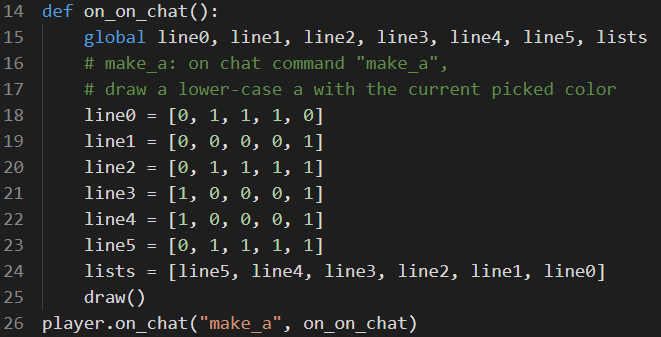 14 def on_on_chat():
15     global line0, line1, line2, line3, line4, line5, lists
16     # make_a: on chat command "make_a",
17     # draw a lower-case a with the current picked color
18     line0 = [0, 1, 1, 1, 0]
19     line1 = [0, 0, 0, 0, 1]
20     line2 = [0, 1, 1, 1, 1]
21     line3 = [1, 0, 0, 0, 1]
22     line4 = [1, 0, 0, 0, 1]
23     line5 = [0, 1, 1, 1, 1]
24     lists = [line5, line4, line3, line2, line1, line0]
25     draw()
26 player.on_chat("make_a", on_on_chat)